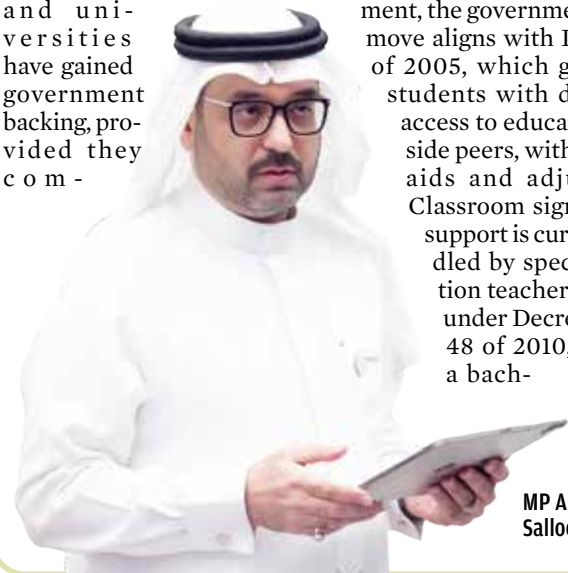 and uni-
versities
have gained
government
backing, pro-
vided they
com-
ment, the governme
move aligns with
of 2005, which g
students with d
access to educa
side peers, with
aids and adju
Classroom sign
support is cur
dled by spec
tion teacher
under Decre
48 of 2010,
a bach-
MP A
Salloo